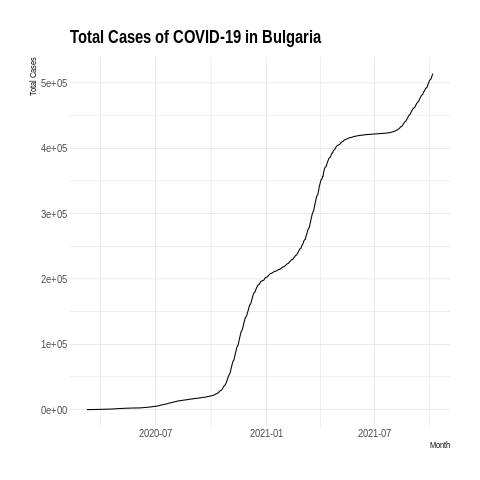 Total Cases of COVID-19 in Bulgaria
Total Cases
5e+05
4e+05
3e+05
2e+05
1e+05
0e+00
2020-07
2021-01
2021-07
Month